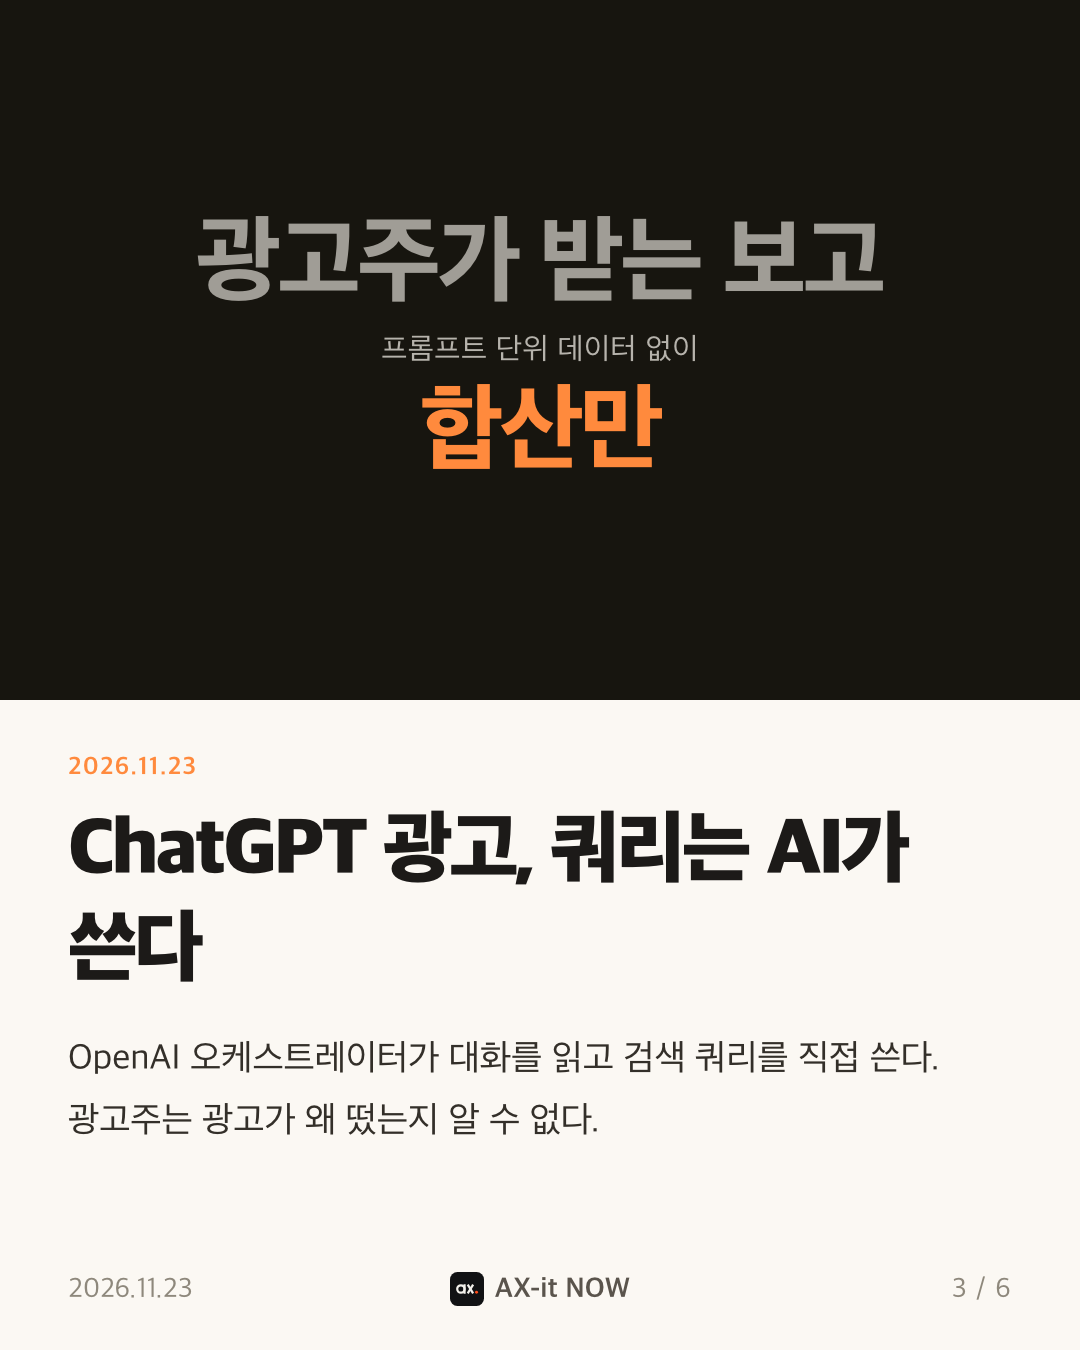 광고주가 받는 보고
프롬프트 단위 데이터 없이
합산만
2026.11.23
ChatGPT 광고, 쿼리는 AI가
쓴다
OpenAI 오케스트레이터가 대화를 읽고 검색 쿼리를 직접 쓴다.
광고주는 광고가 왜 떴는지 알 수 없다.
2026.11.23
ax. AX-it NOW
3 / 6